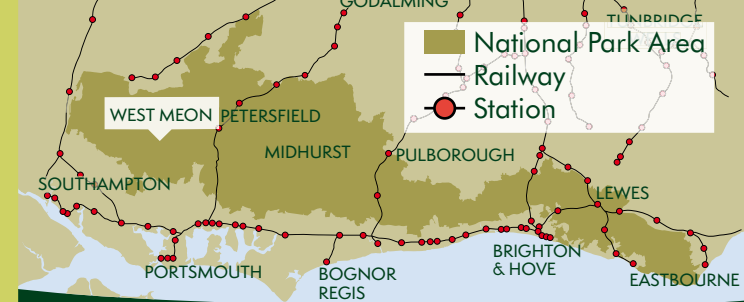 GODALMING
TUNBRIDGE
National Park Area
Railway
Station
WEST MEON
PETERSFIELD
MIDHURST
PULBOROUGH
SOUTHAMPTON
LEWES
BRIGHTON
& HOVE
PORTSMOUTH
BOGNOR
REGIS
EASTBOURNE